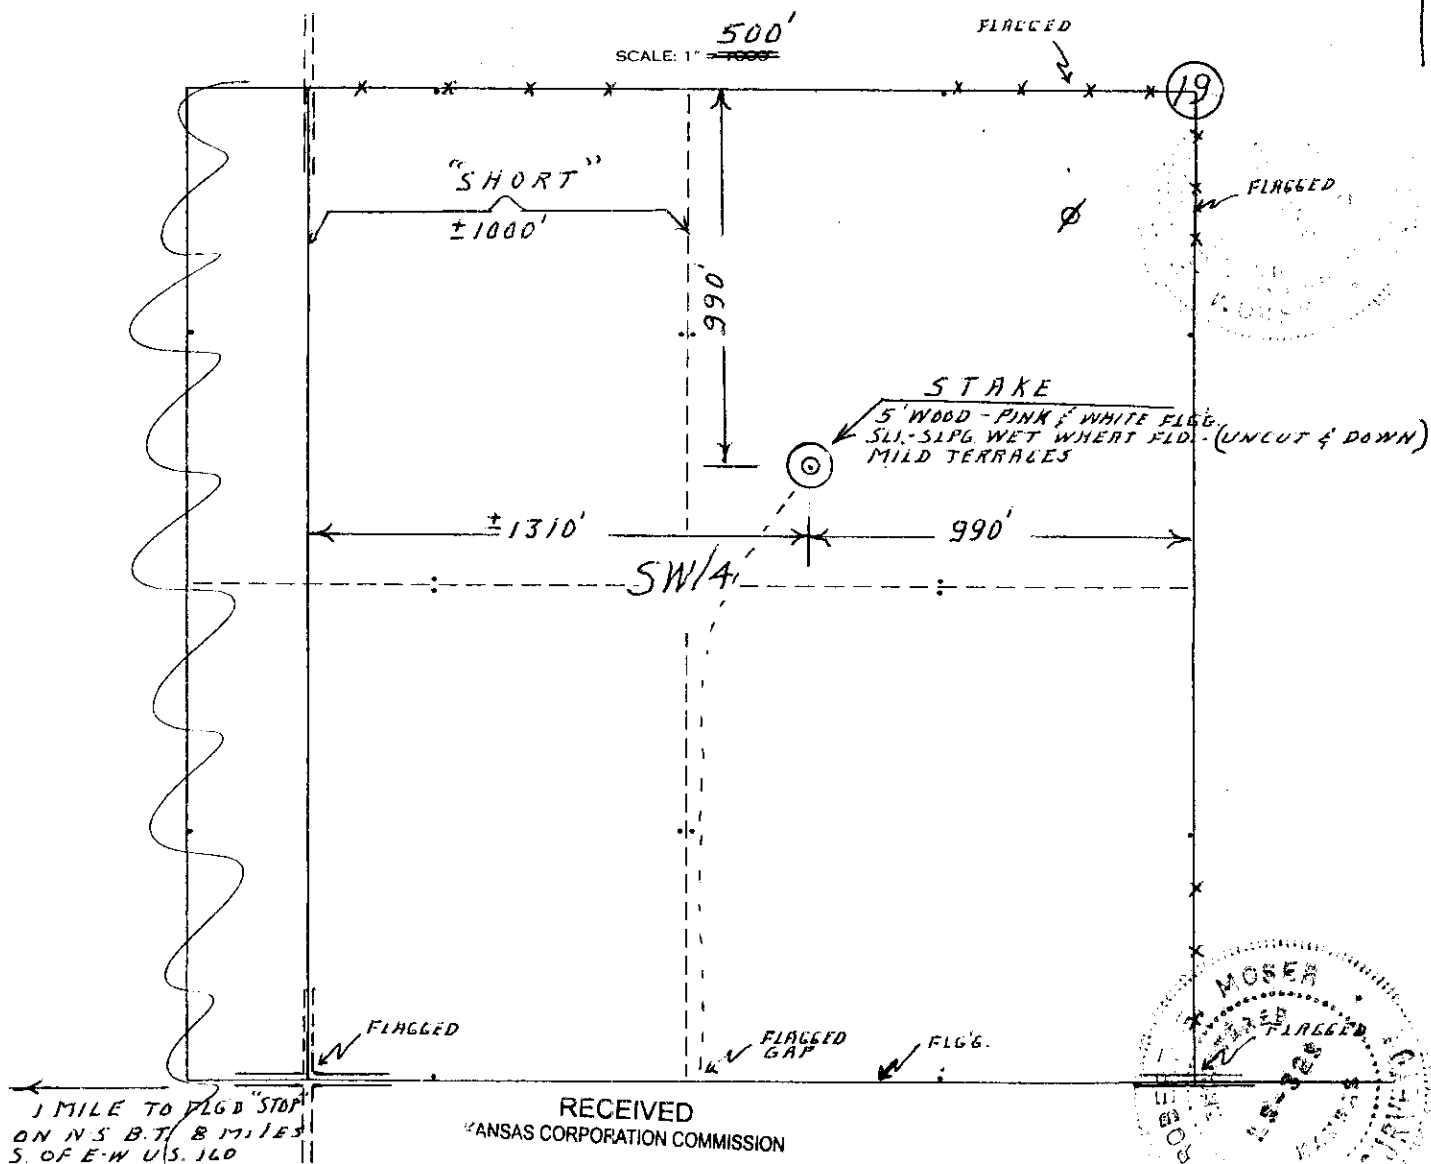 500'
SCALE: 1" = 1000'
FLAGGED
19
"SHORT"
±1000'
FLAGGED
990'
STAKE
5' WOOD - PINK & WHITE FLGG.
SLI.-SLPG. WET WHEAT FLD. - (UNCUT & DOWN)
MILD TERRACES
±1310'
990'
SW/4
MOSER
FLAGGED
FLAGGED
GAP
FLG'G.
FLAGGED
1 MILE TO FLG'D "STOP"
ON N-S B.T. 8 MILES
S. OF E-W U.S. 160
RECEIVED
KANSAS CORPORATION COMMISSION